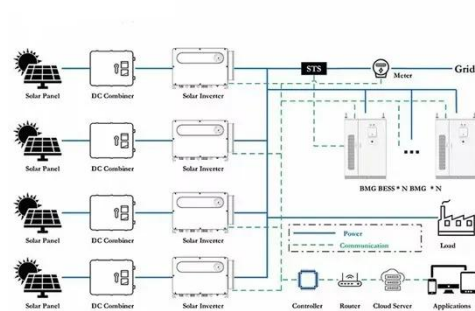 STS
Meter
Grid
Solar Panel
DC Combiner
Solar Inverter
Solar Panel
DC Combiner
Solar Inverter
BMG BESS * N BMG * N
Solar Panel
DC Combiner
Solar Inverter
Power
Communication
Load
Solar Panel
DC Combiner
Solar Inverter
Controller
Router
Cloud Server
Applications